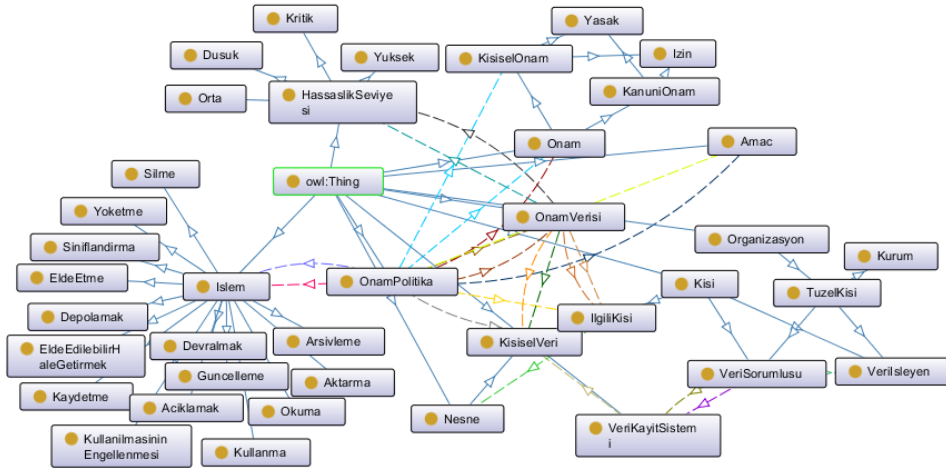 Kritik
Yasak
Dusuk
Yuksek
KisiselOnam
Izin
Orta
HassaslikSeviye
si
KanuniOnam
Onam
Amac
Silme
owl:Thing
Yoketme
OnamVerisi
Siniflandirma
Organizasyon
Kurum
EldeEtme
Islem
OnamPolitika
Kisi
TuzelKisi
Depolamak
IlgiliKisi
EldeEdilebilirH
aleGetirmek
Devralmak
Arsivleme
KisiselVeri
Guncelleme
Aktarma
VeriSorumlusu
VeriIsleyen
Kaydetme
Aciklamak
Okuma
Nesne
VeriKayitSistem
i
Kullanilmasinin
Engellenmesi
Kullanma